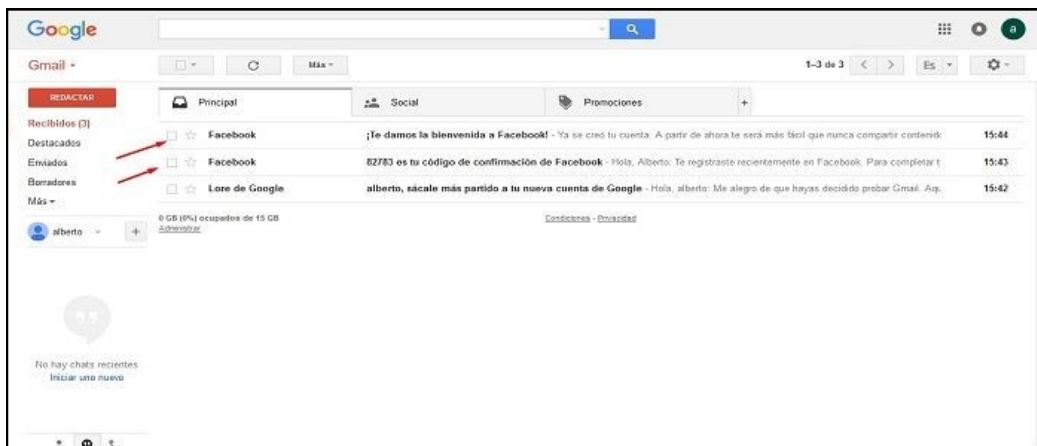 Google
a
Gmail
Más
1–3 de 3
Es
REDACTAR
Principal
Social
Promociones
+
Recibidos (3)
Destacados
Enviados
Borradores
Más
Facebook ¡Te damos la bienvenida a Facebook! - Ya se creó tu cuenta. A partir de ahora te será más fácil que nunca compartir contenido 15:44
Facebook 82783 es tu código de confirmación de Facebook - Hola, Alberto: Te registraste recientemente en Facebook. Para completar t 15:43
Lore de Google alberto, sácale más partido a tu nueva cuenta de Google - Hola, alberto: Me alegro de que hayas decidido probar Gmail. Aqu 15:42
0 GB (0%) ocupados de 15 GB
Administrar
Condiciones - Privacidad
alberto
+
No hay chats recientes
Iniciar uno nuevo